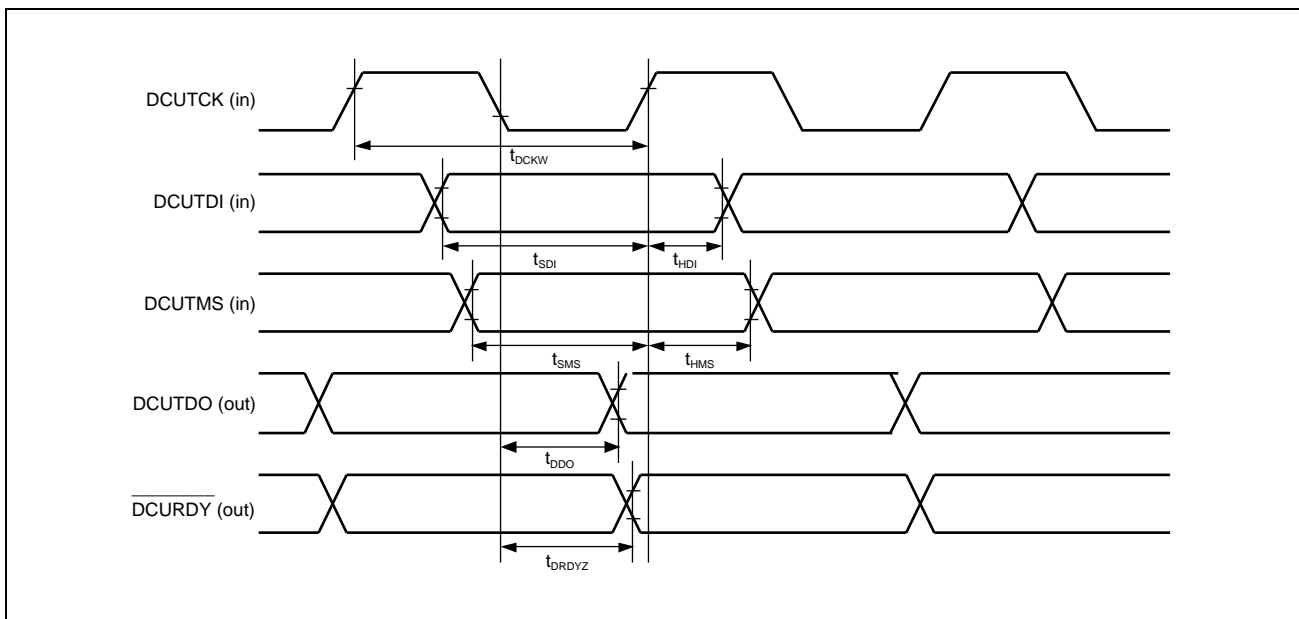 DCUTCK (in)
tDCKW
DCUTDI (in)
tSDI
tHDI
DCUTMS (in)
tSMS
tHMS
DCUTDO (out)
tDDO
DCURDY (out)
tDRDYZ